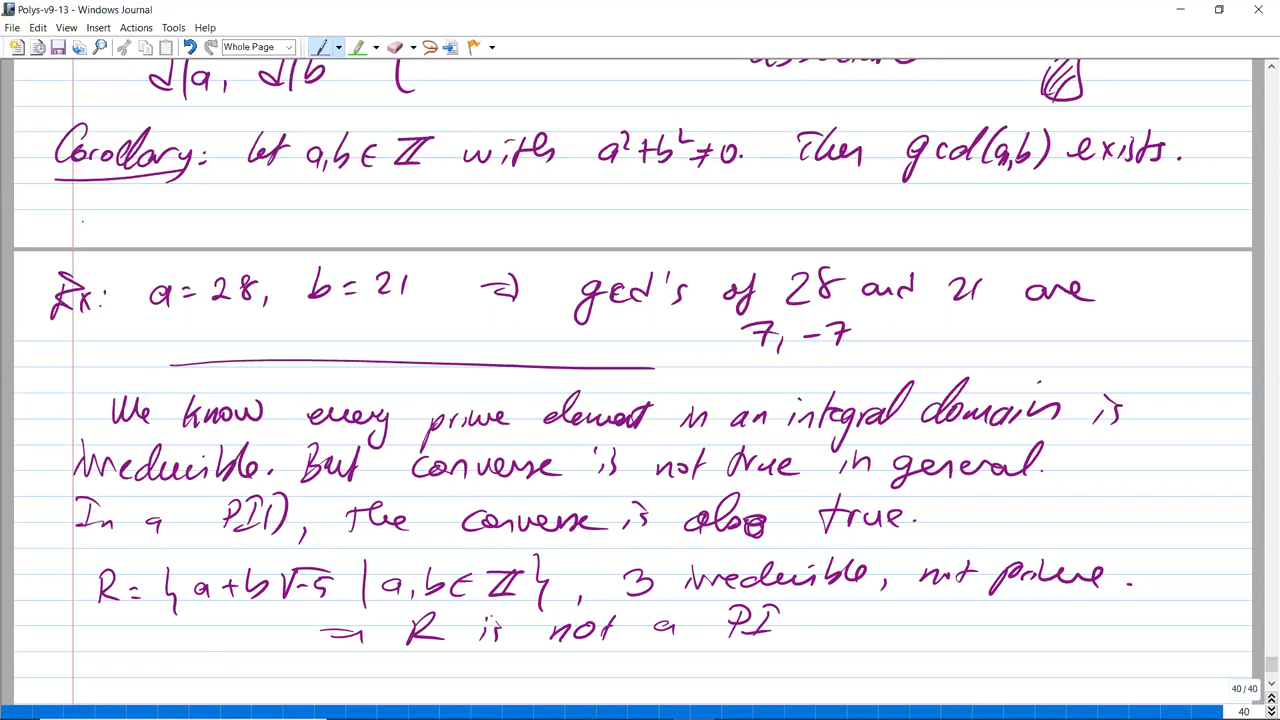 Polys-v9-13 - Windows Journal
File Edit View Insert Actions Tools Help
Whole Page
d|a, d|b
Corollary: let a,b ∈ ℤ with a²+b²≠0. Then gcd(a,b) exists.
Ex: a=28, b=21 ⇒ gcd's of 28 and 21 are
7, -7
We know every prime element in an integral domain is
irreducible. But converse is not true in general.
In a PID, the converse is also true.
R = { a+b√-5 | a,b ∈ ℤ }, 3 irreducible, not prime.
⇒ R is not a PI
40/40
40